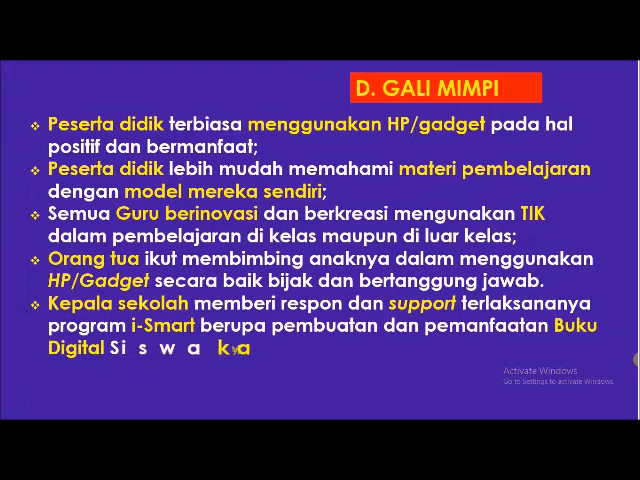 D. GALI MIMPI
❖ Peserta didik terbiasa menggunakan HP/gadget pada hal
positif dan bermanfaat;
❖ Peserta didik lebih mudah memahami materi pembelajaran
dengan model mereka sendiri;
❖ Semua Guru berinovasi dan berkreasi mengunakan TIK
dalam pembelajaran di kelas maupun di luar kelas;
❖ Orang tua ikut membimbing anaknya dalam menggunakan
HP/Gadget secara baik bijak dan bertanggung jawab.
❖ Kepala sekolah memberi respon dan support terlaksananya
program i-Smart berupa pembuatan dan pemanfaatan Buku
Digital Si s w a
Activate Windows
Go to Settings to activate Windows.